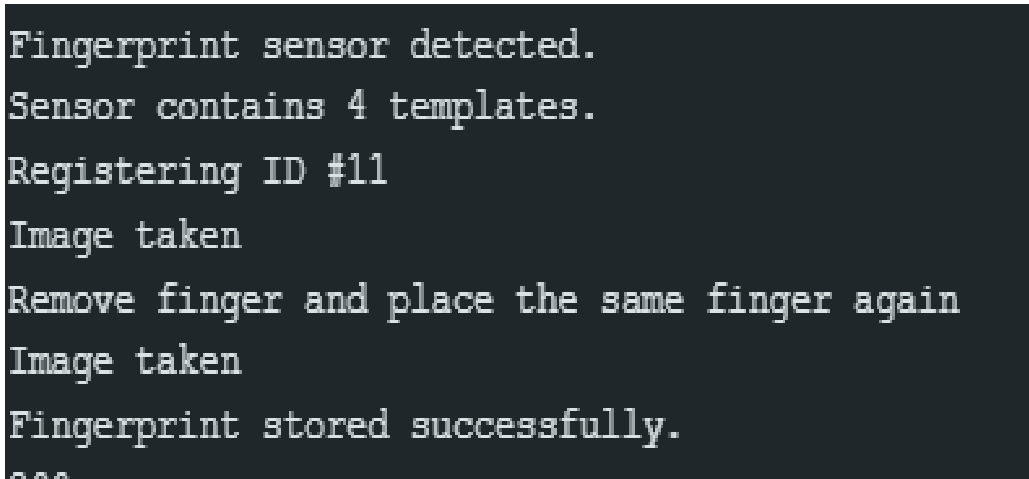 Fingerprint sensor detected.
Sensor contains 4 templates.
Registering ID #11
Image taken
Remove finger and place the same finger again
Image taken
Fingerprint stored successfully.